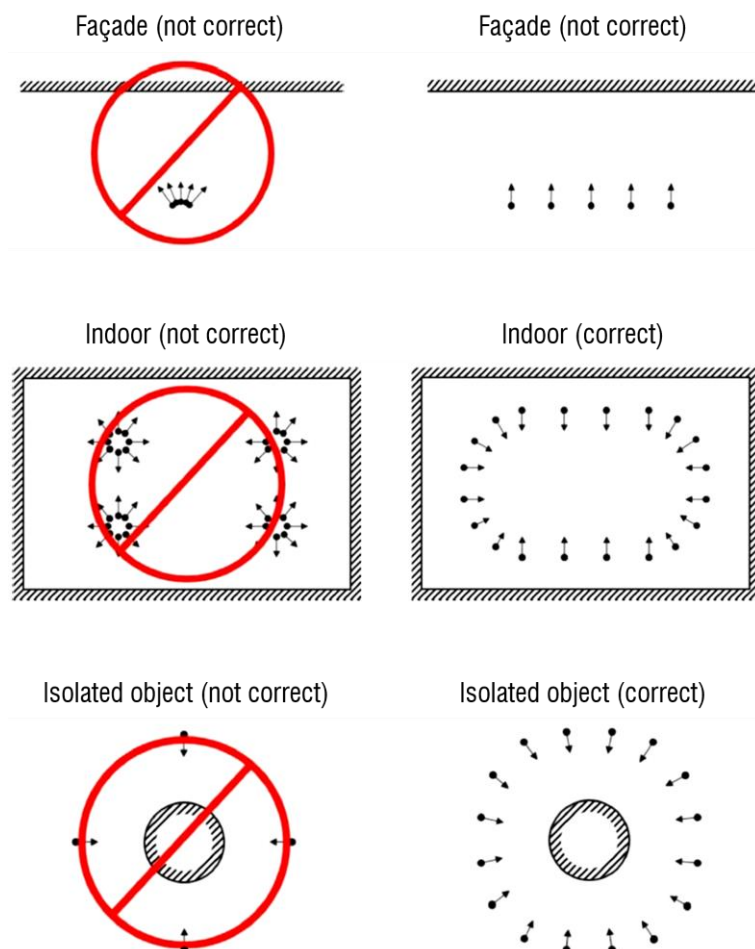 Façade (not correct)
Façade (not correct)
Indoor (not correct)
Indoor (correct)
Isolated object (not correct)
Isolated object (correct)